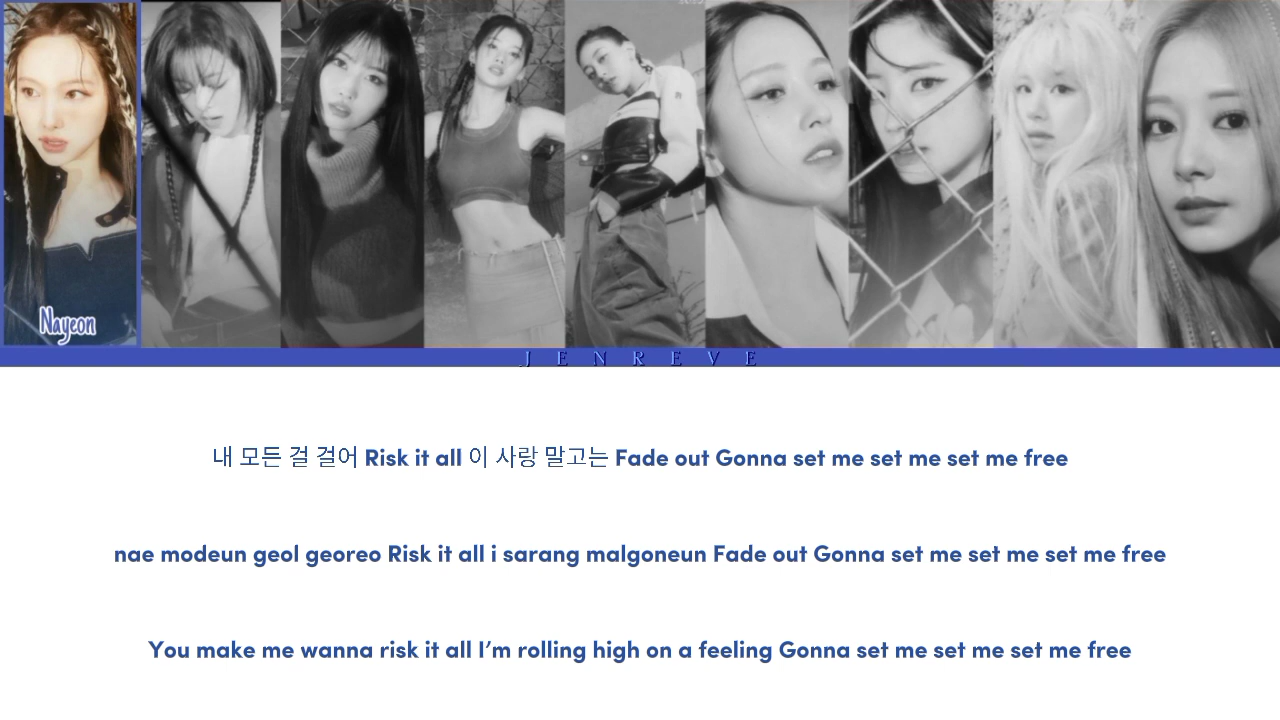 Nayeon
J E N R E V E
내 모든 걸 걸어 Risk it all 이 사랑 말고는 Fade out Gonna set me set me set me free
nae modeun geol georeo Risk it all i sarang malgoneun Fade out Gonna set me set me set me free
You make me wanna risk it all I’m rolling high on a feeling Gonna set me set me set me free